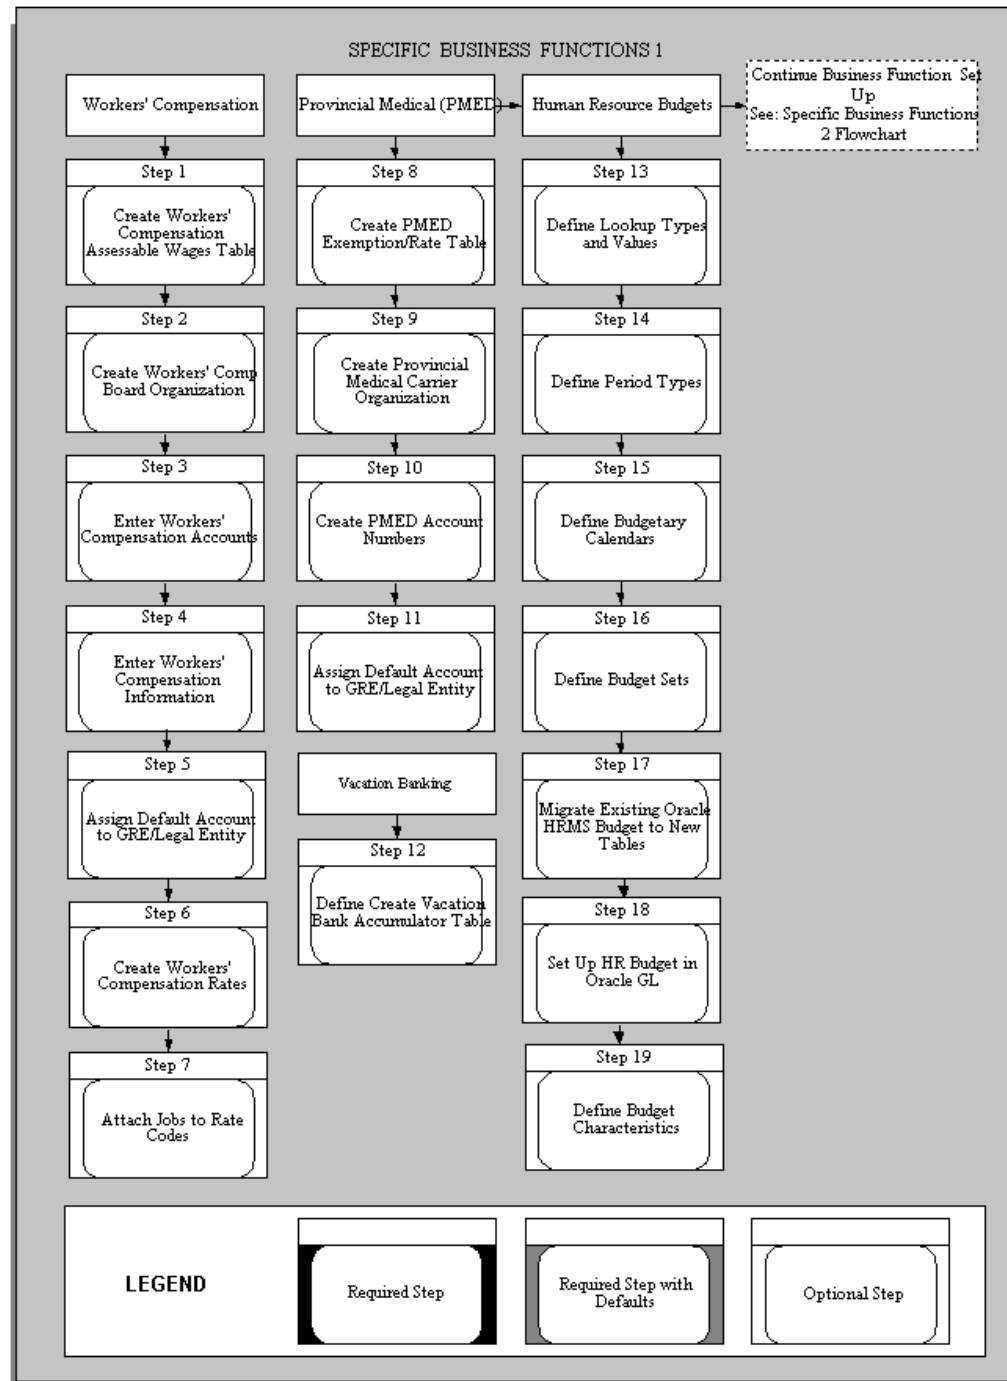 SPECIFIC BUSINESS FUNCTIONS 1
Workers' Compensation
Step 1
Create Workers'
Compensation
Assessable Wages Table
Step 2
Create Workers' Comp
Board Organization
Step 3
Enter Workers'
Compensation Accounts
Step 4
Enter Workers'
Compensation
Information
Step 5
Assign Default Account
to GRE/Legal Entity
Step 6
Create Workers'
Compensation Rates
Step 7
Attach Jobs to Rate
Codes
Provincial Medical (PMED)
Step 8
Create PMED
Exemption/Rate Table
Step 9
Create Provincial
Medical Carrier
Organization
Step 10
Create PMED Account
Numbers
Step 11
Assign Default Account
to GRE/Legal Entity
Vacation Banking
Step 12
Define Create Vacation
Bank Accumulator Table
Human Resource Budgets
Step 13
Define Lookup Types
and Values
Step 14
Define Period Types
Step 15
Define Budgetary
Calendars
Step 16
Define Budget Sets
Step 17
Migrate Existing Oracle
HRMS Budget to New
Tables
Step 18
Set Up HR Budget in
Oracle GL
Step 19
Define Budget
Characteristics
Continue Business Function Set
Up
See: Specific Business Functions
2 Flowchart
LEGEND
Required Step
Required Step with
Defaults
Optional Step